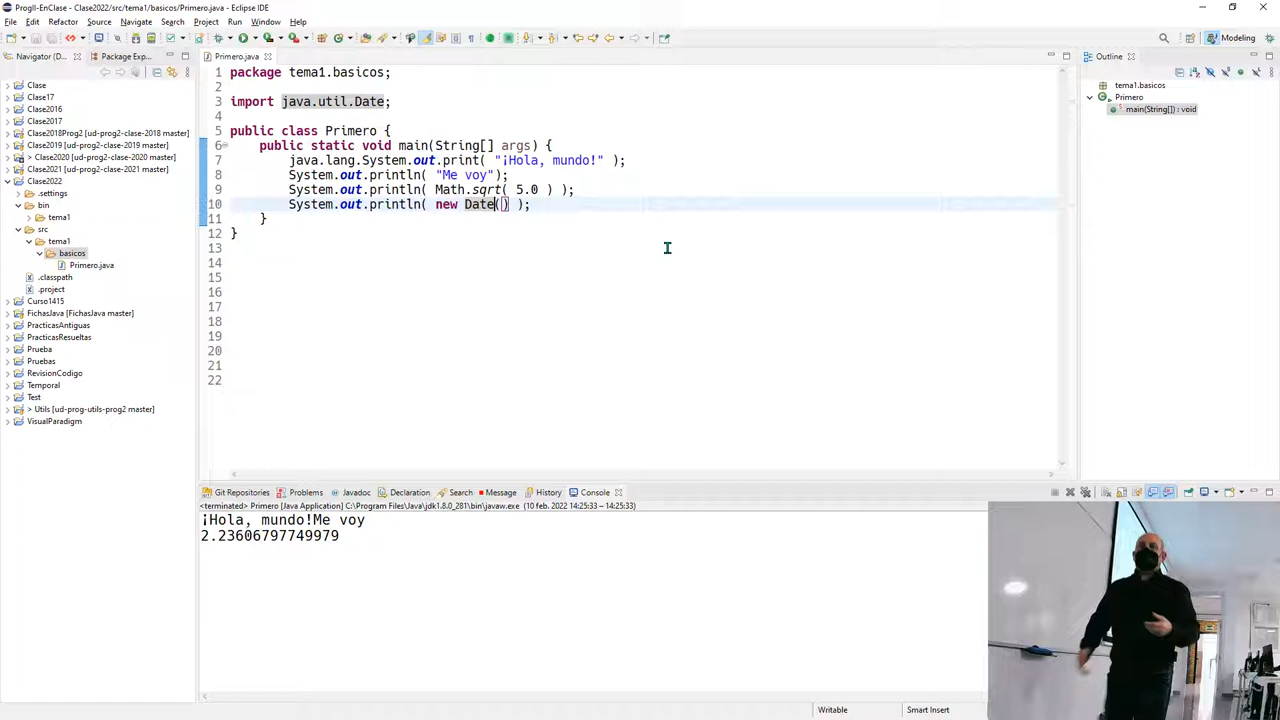 ProgII-EnClase - Clase2022/src/tema1/basicos/Primero.java - Eclipse IDE
File Edit Refactor Source Navigate Search Project Run Window Help
Modeling
Navigator (D...
Package Exp...
Clase
Clase17
Clase2016
Clase2017
Clase2018Prog2 [ud-prog2-clase-2018 master]
Clase2019 [ud-prog2-clase-2019 master]
> Clase2020 [ud-prog2-clase-2020 master]
Clase2021 [ud-prog2-clase-2021 master]
Clase2022
.settings
bin
tema1
src
tema1
basicos
Primero.java
.classpath
.project
Curso1415
FichasJava [FichasJava master]
PracticasAntiguas
PracticasResueltas
Prueba
Pruebas
RevisionCodigo
Temporal
Test
> Utils [ud-prog-utils-prog2 master]
VisualParadigm
Primero.java
1 package tema1.basicos;
2
3 import java.util.Date;
4
5 public class Primero {
6 public static void main(String[] args) {
7 java.lang.System.out.print( "¡Hola, mundo!" );
8 System.out.println( "Me voy");
9 System.out.println( Math.sqrt( 5.0 ) );
10 System.out.println( new Date() );
11 }
12 }
13
14
15
16
17
18
19
20
21
22
Outline
tema1.basicos
Primero
main(String[]) : void
Git Repositories Problems Javadoc Declaration Search Message History Console
<terminated> Primero [Java Application] C:\Program Files\Java\jdk1.8.0_281\bin\javaw.exe (10 feb. 2022 14:25:33 – 14:25:33)
¡Hola, mundo!Me voy
2.23606797749979
Writable
Smart Insert